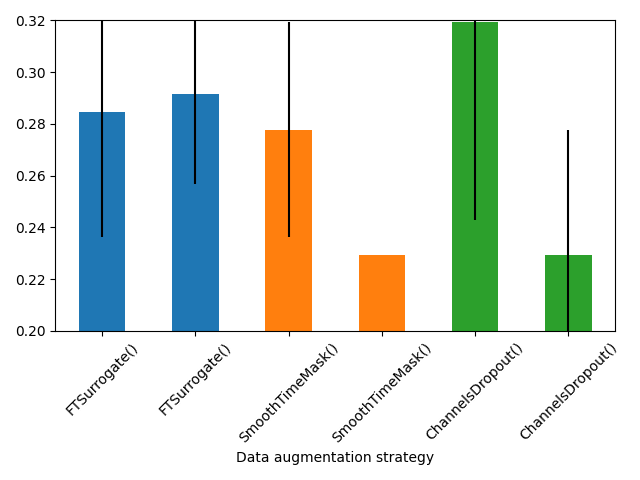 0.32
0.30
0.28
0.26
0.24
0.22
0.20
FTSurrogate()
FTSurrogate()
SmoothTimeMask()
SmoothTimeMask()
ChannelsDropout()
ChannelsDropout()
Data augmentation strategy